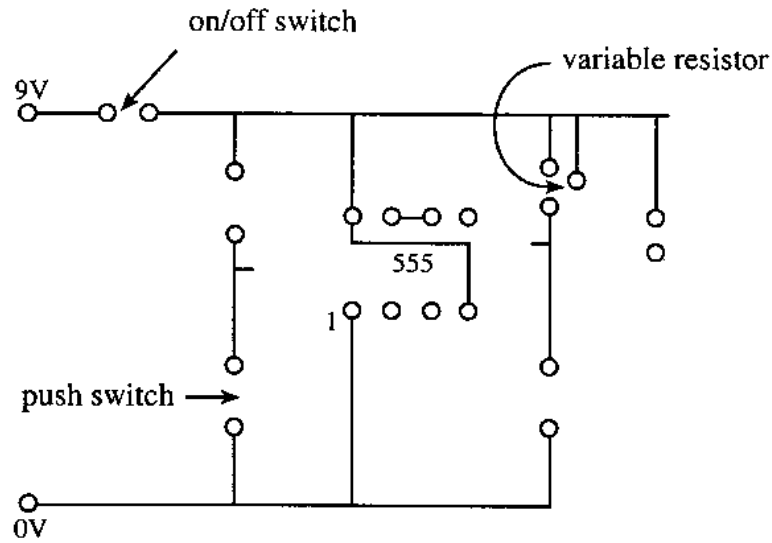 on/off switch
variable resistor
9V
555
1
push switch
0V